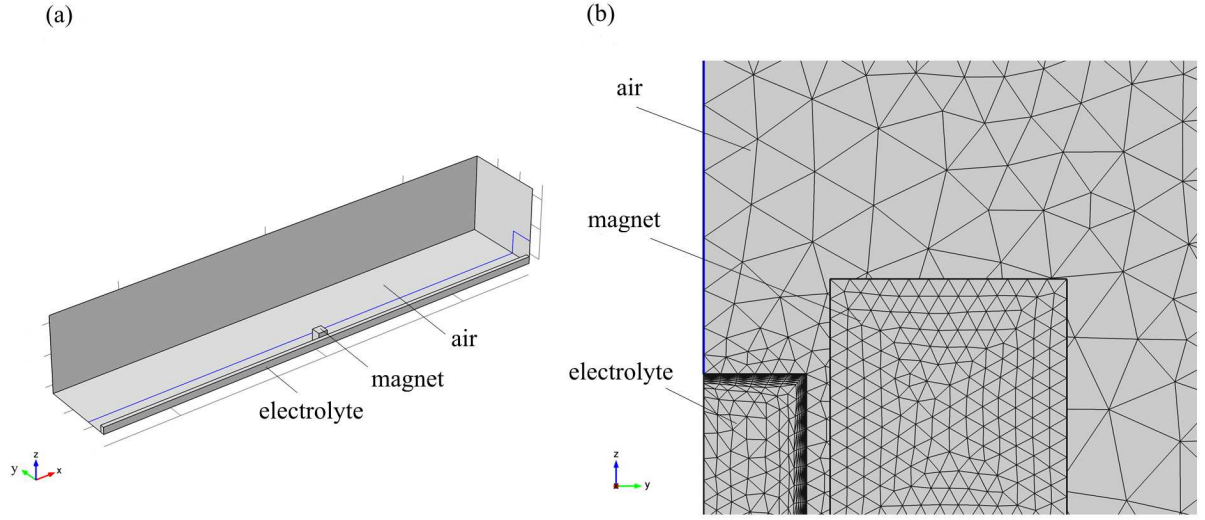 (a)
(b)
air
magnet
electrolyte
z
y
x
air
magnet
electrolyte
z
y